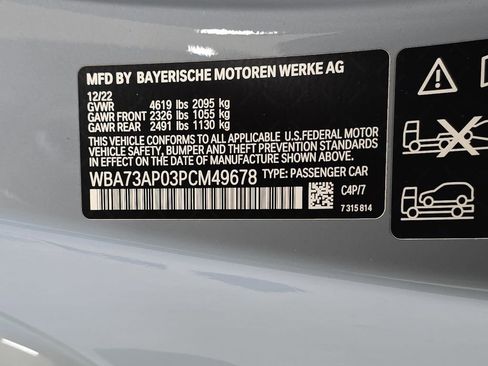 MFD BY BAYERISCHE MOTOREN WERKE AG
12/22
GVWR 4619 lbs 2095 kg
GAWR FRONT 2326 lbs 1055 kg
GAWR REAR 2491 lbs 1130 kg
THIS VEHICLE CONFORMS TO ALL APPLICABLE U.S.FEDERAL MOTOR
VEHICLE SAFETY, BUMPER AND THEFT PREVENTION STANDARDS
IN EFFECT ON THE DATE OF MANUFACTURE SHOWN ABOVE.
WBA73AP03PCM49678 TYPE: PASSENGER CAR
C4P/7
7 315 814